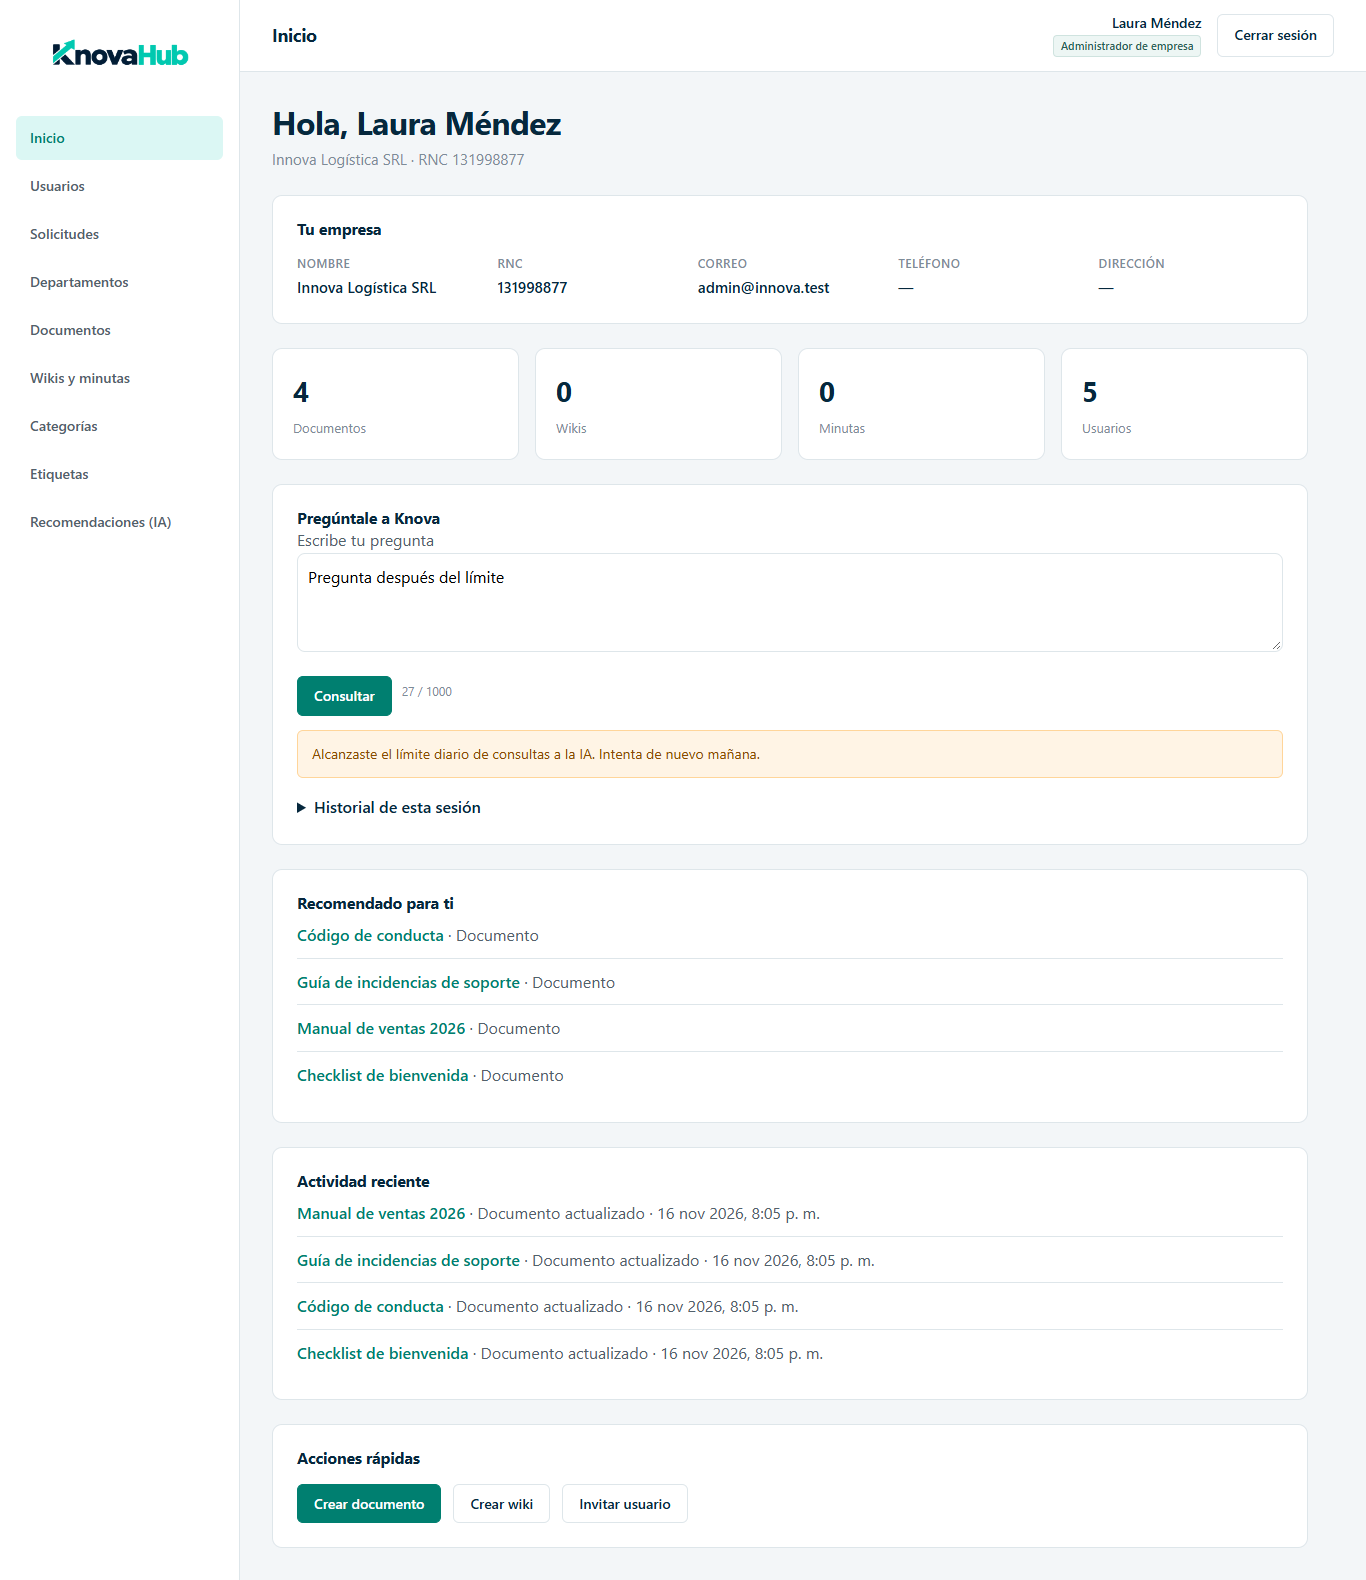 KnovaHub
Inicio
Usuarios
Solicitudes
Departamentos
Documentos
Wikis y minutas
Categorías
Etiquetas
Recomendaciones (IA)
Inicio
Laura Méndez
Administrador de empresa
Cerrar sesión
Hola, Laura Méndez
Innova Logística SRL · RNC 131998877
Tu empresa
NOMBRE
Innova Logística SRL
RNC
131998877
CORREO
admin@innova.test
TELÉFONO
—
DIRECCIÓN
—
4
Documentos
0
Wikis
0
Minutas
5
Usuarios
Pregúntale a Knova
Escribe tu pregunta
Pregunta después del límite
Consultar
27 / 1000
Alcanzaste el límite diario de consultas a la IA. Intenta de nuevo mañana.
Historial de esta sesión
Recomendado para ti
Código de conducta · Documento
Guía de incidencias de soporte · Documento
Manual de ventas 2026 · Documento
Checklist de bienvenida · Documento
Actividad reciente
Manual de ventas 2026 · Documento actualizado · 16 nov 2026, 8:05 p. m.
Guía de incidencias de soporte · Documento actualizado · 16 nov 2026, 8:05 p. m.
Código de conducta · Documento actualizado · 16 nov 2026, 8:05 p. m.
Checklist de bienvenida · Documento actualizado · 16 nov 2026, 8:05 p. m.
Acciones rápidas
Crear documento
Crear wiki
Invitar usuario